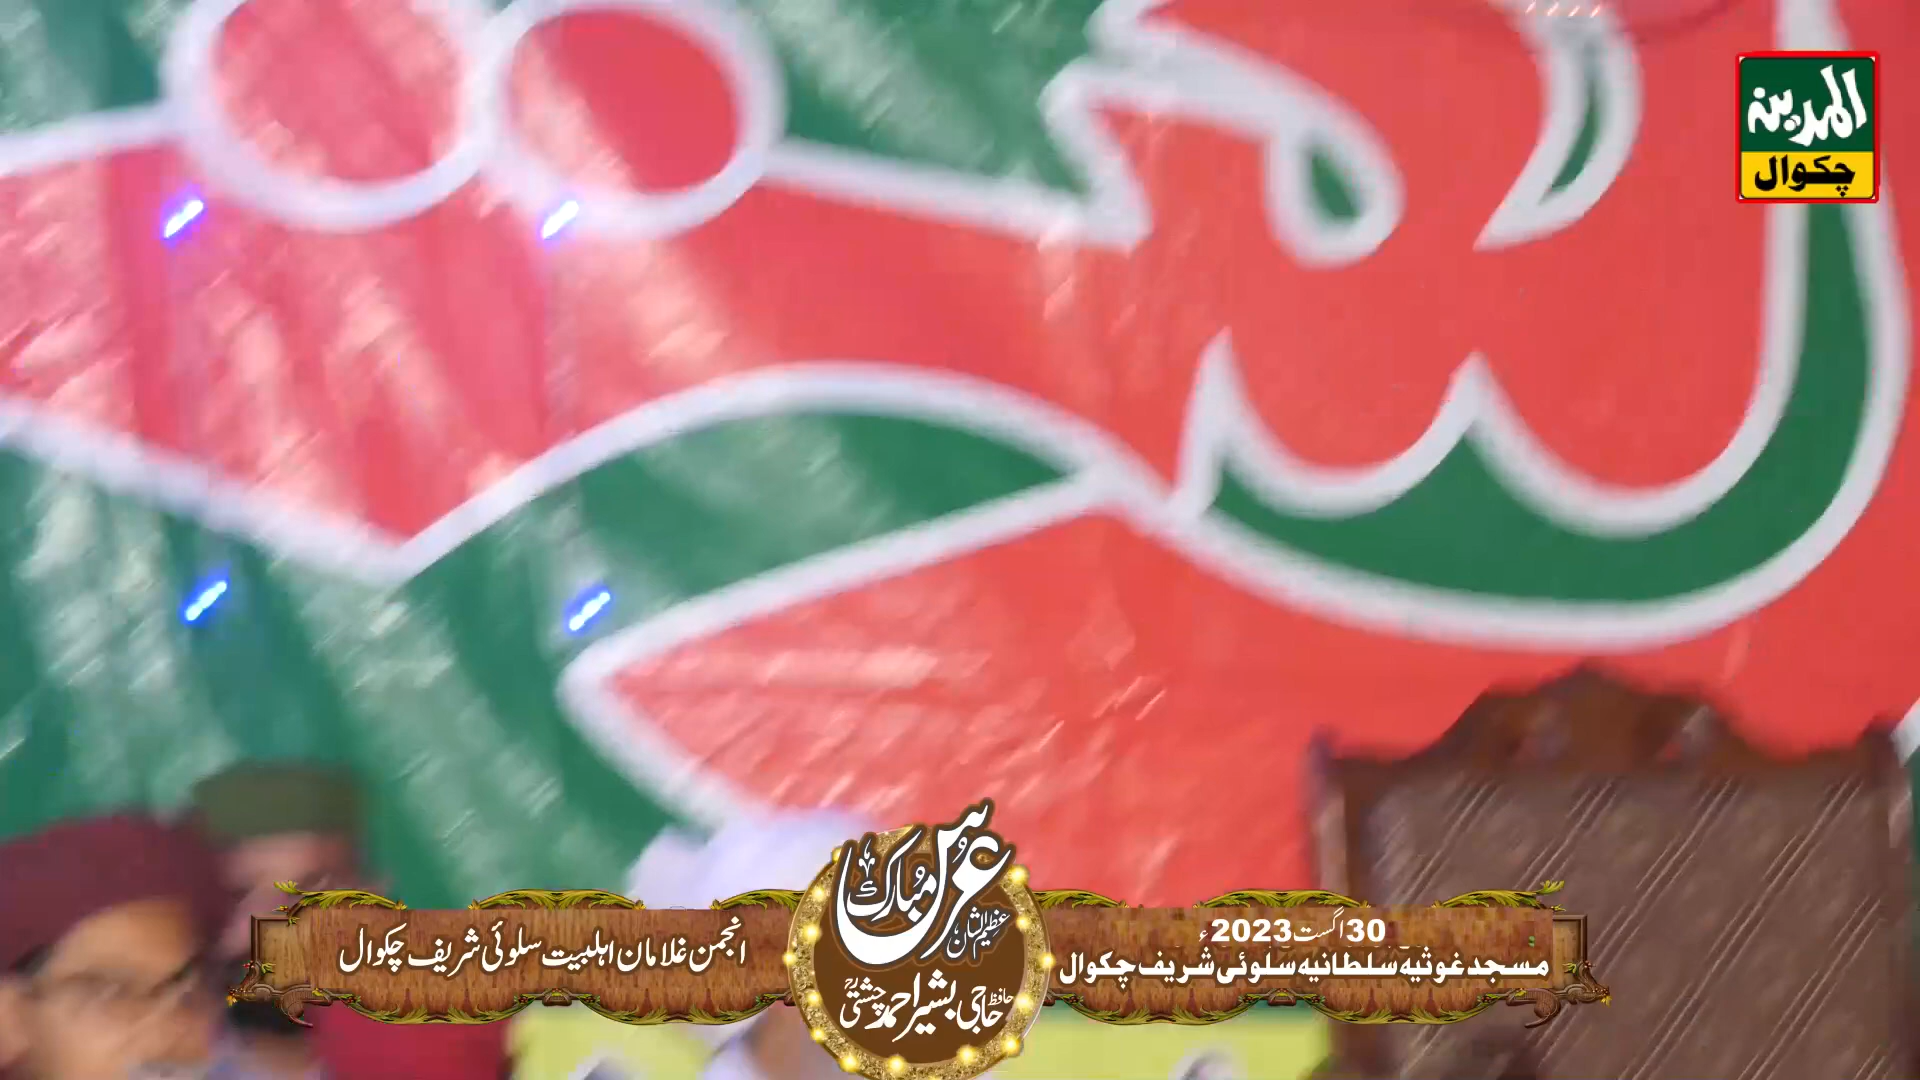 المدینہ
چکوال
عرس مبارک
عظیم الشان
حافظ حاجی بشیر احمد چشتی رح
30 اگست 2023ء
مسجد غوثیہ سلطانیہ سلوئی شریف چکوال
انجمن غلامان اہلبیت سلوئی شریف چکوال